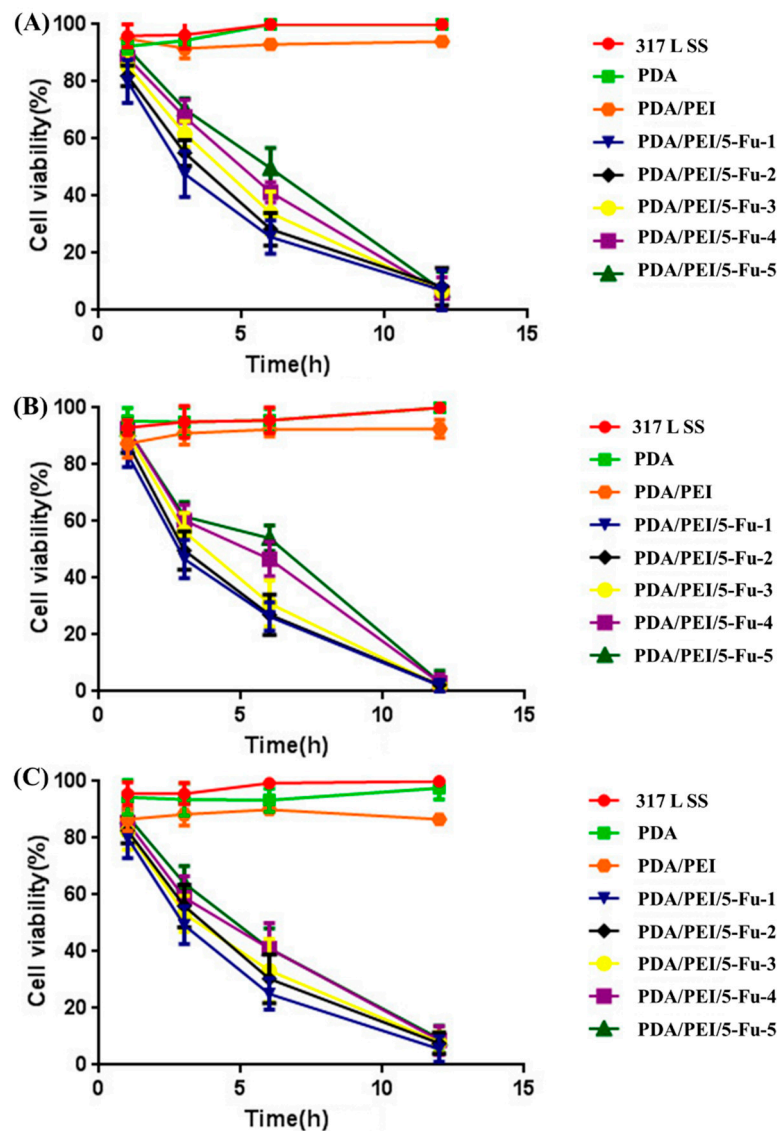 (A)
Cell viability(%)
100
80
60
40
20
0
0 5 10 15
Time(h)
317 L SS
PDA
PDA/PEI
PDA/PEI/5-Fu-1
PDA/PEI/5-Fu-2
PDA/PEI/5-Fu-3
PDA/PEI/5-Fu-4
PDA/PEI/5-Fu-5
(B)
Cell viability(%)
100
80
60
40
20
0
0 5 10 15
Time(h)
317 L SS
PDA
PDA/PEI
PDA/PEI/5-Fu-1
PDA/PEI/5-Fu-2
PDA/PEI/5-Fu-3
PDA/PEI/5-Fu-4
PDA/PEI/5-Fu-5
(C)
Cell viability(%)
100
80
60
40
20
0
0 5 10 15
Time(h)
317 L SS
PDA
PDA/PEI
PDA/PEI/5-Fu-1
PDA/PEI/5-Fu-2
PDA/PEI/5-Fu-3
PDA/PEI/5-Fu-4
PDA/PEI/5-Fu-5